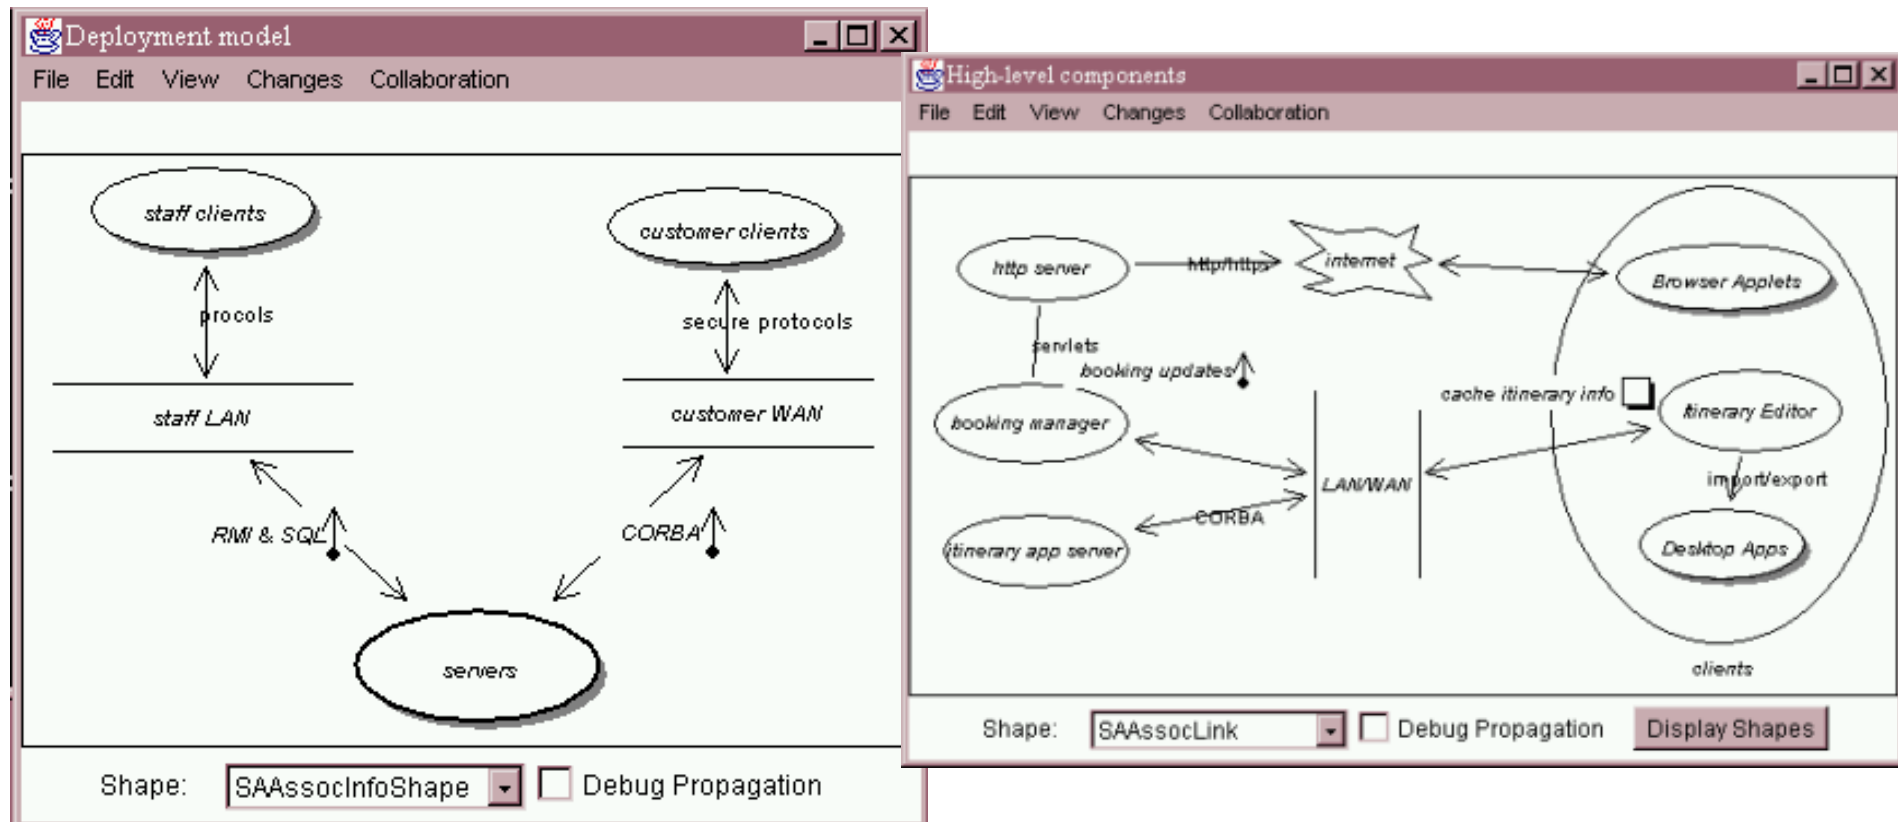 Deployment model
File Edit View Changes Collaboration
staff clients
customer clients
procols
secure protocols
staff LAN
customer WAN
RMI & SQL
CORBA
servers
Shape: SAAssocInfoShape Debug Propagation
High-level components
File Edit View Changes Collaboration
http server
http/https
internet
Browser Applets
servlets
booking updates
cache itinerary info
booking manager
Itinerary Editor
LAN/WAN
import/export
CORBA
itinerary app server
Desktop Apps
clients
Shape: SAAssocLink Debug Propagation Display Shapes